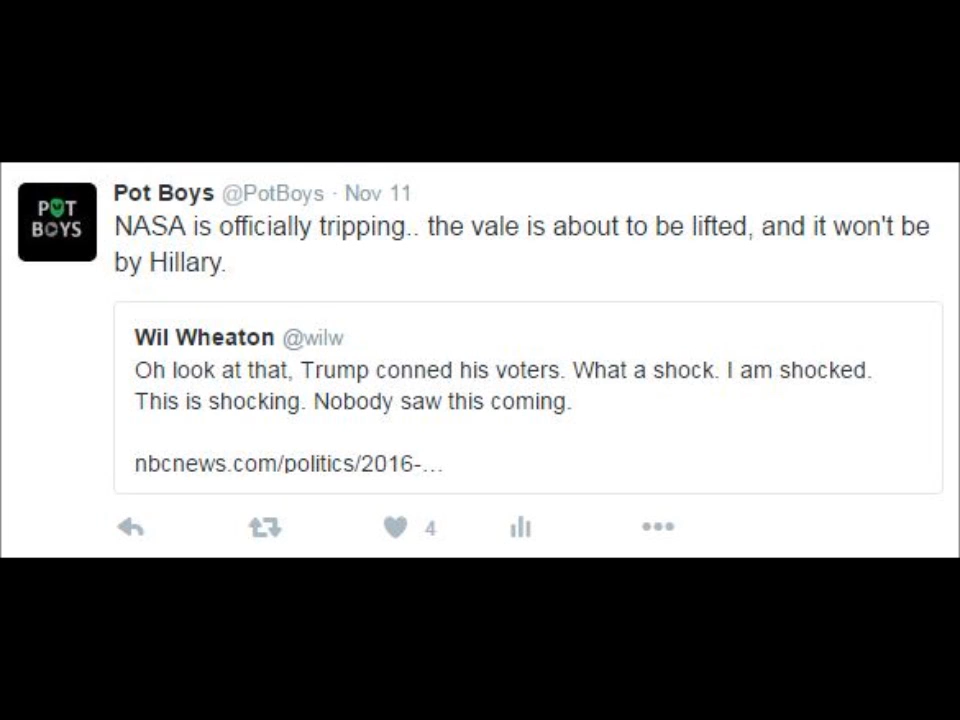 POT
BOYS
Pot Boys @PotBoys · Nov 11
NASA is officially tripping.. the vale is about to be lifted, and it won't be
by Hillary.
Wil Wheaton @wilw
Oh look at that, Trump conned his voters. What a shock. I am shocked.
This is shocking. Nobody saw this coming.
nbcnews.com/politics/2016-...
4